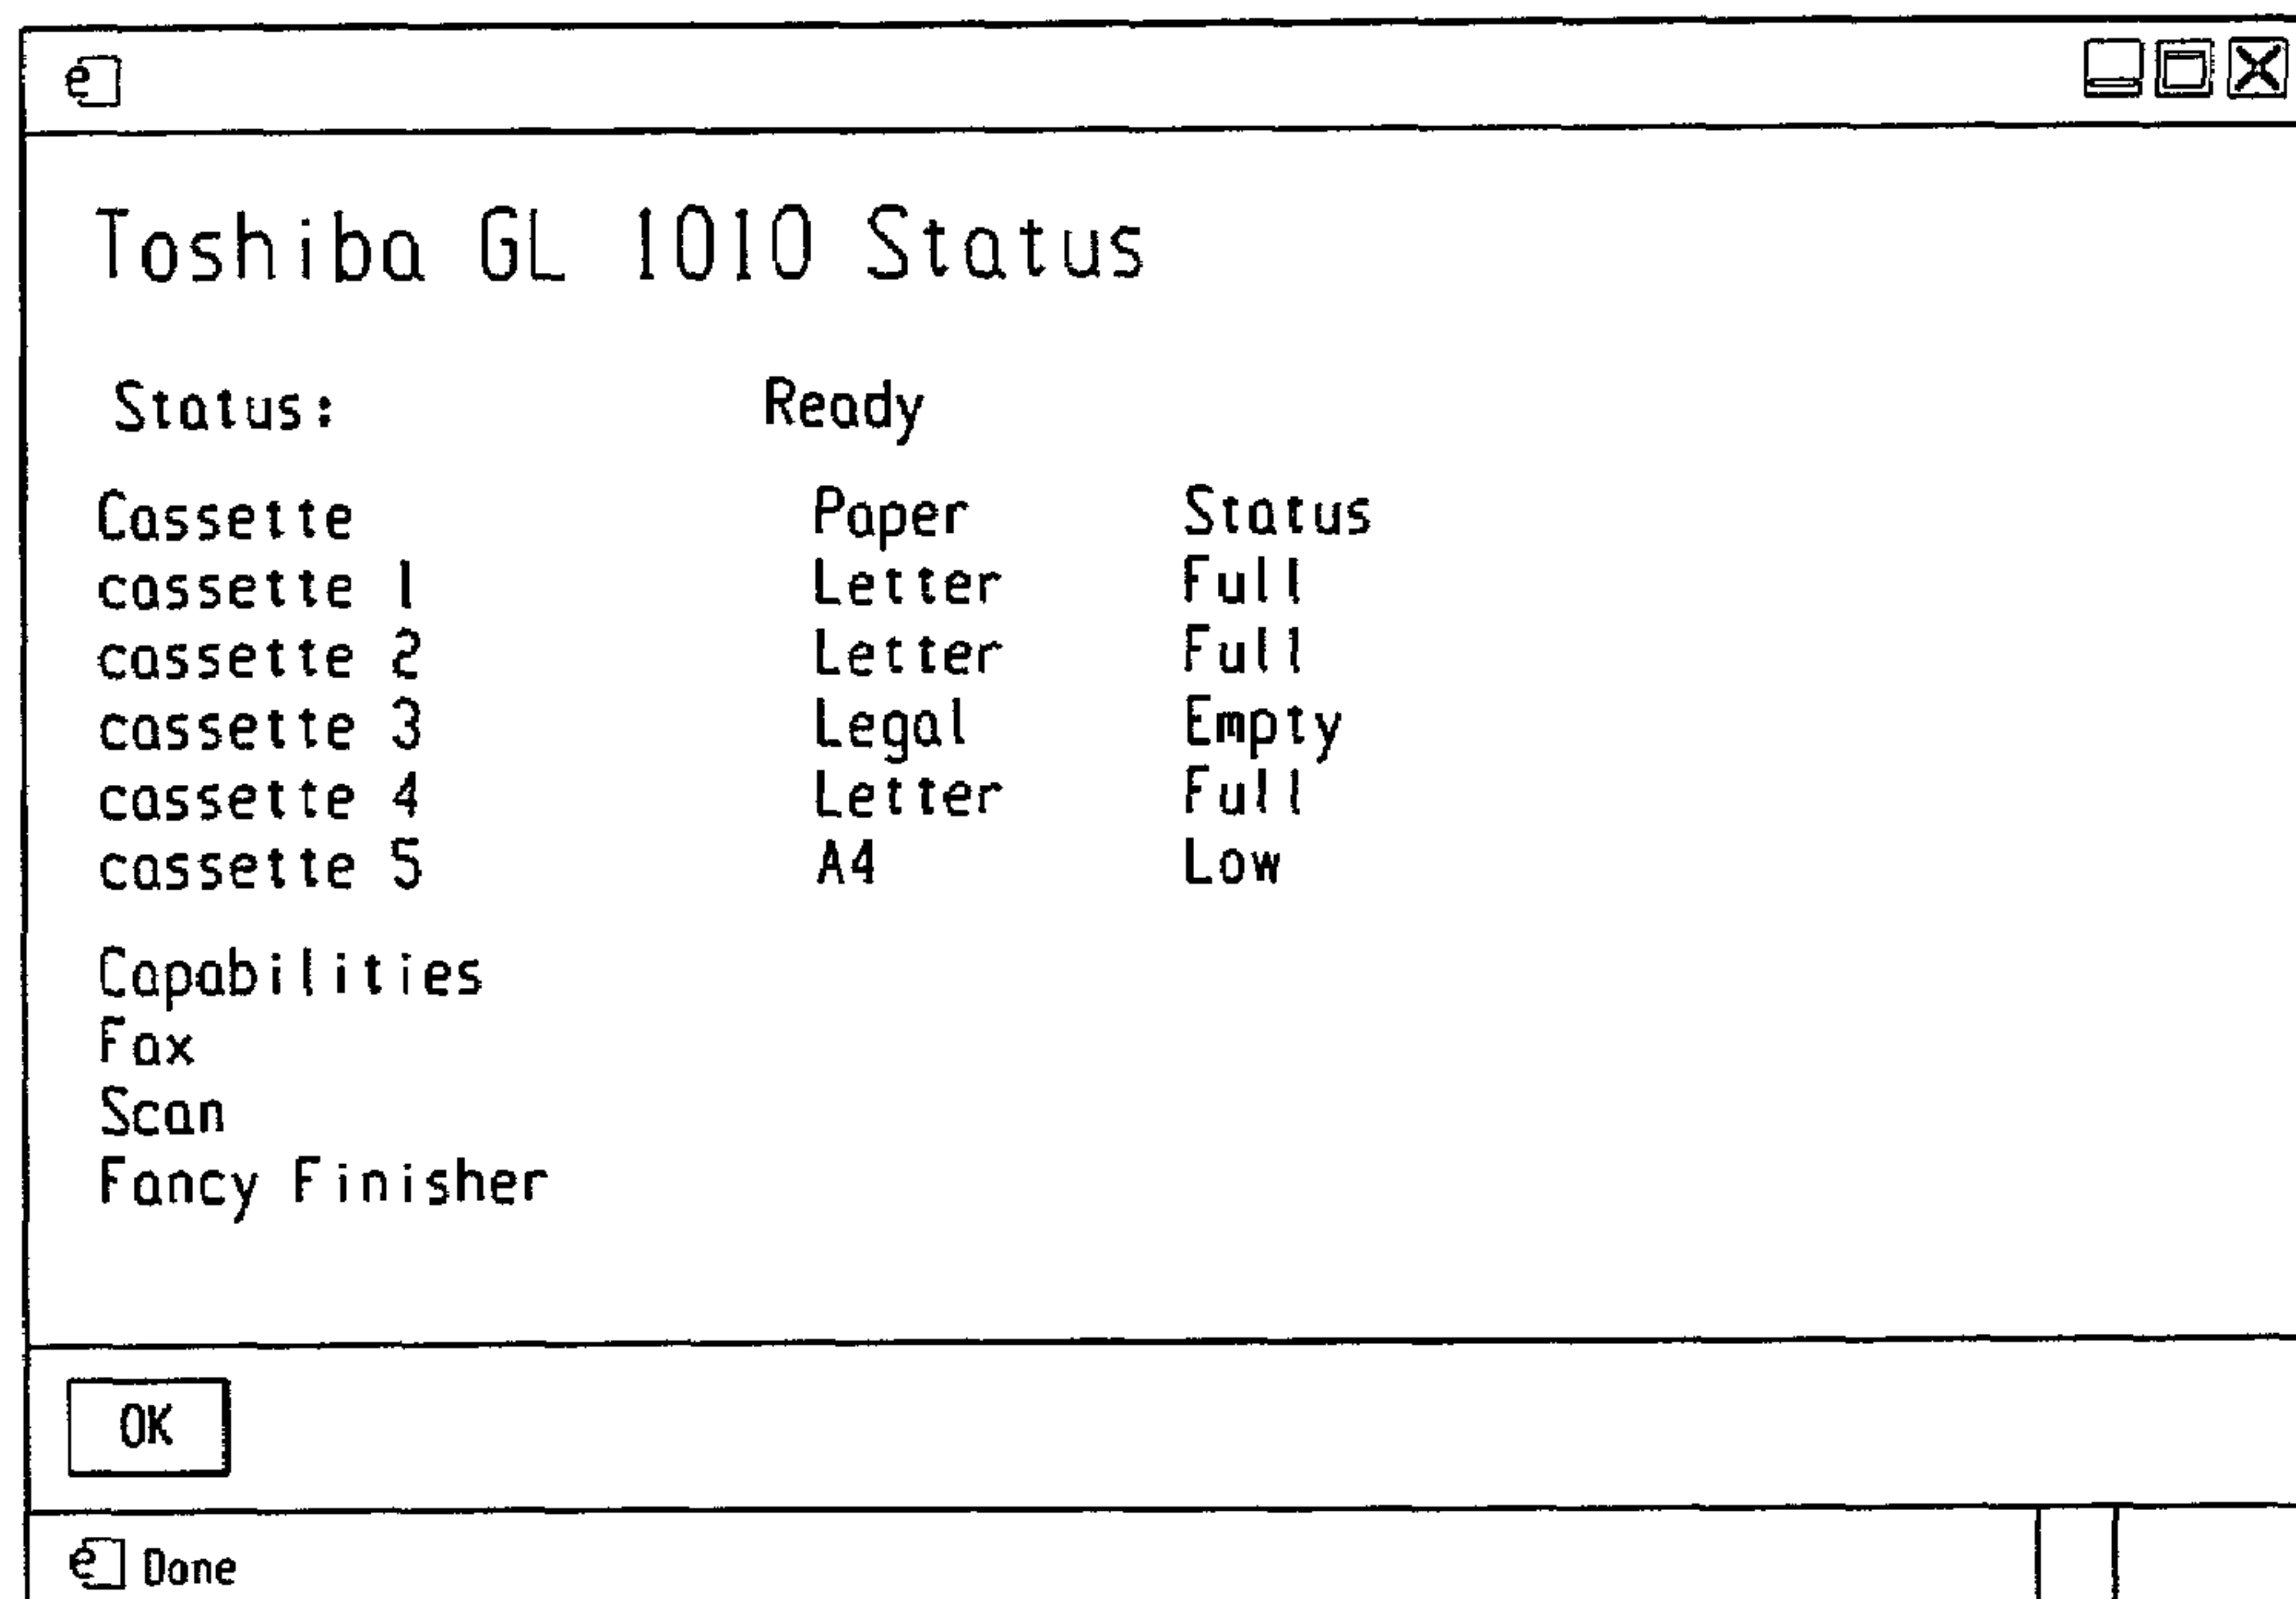 Toshiba GL 1010 Status
Status: Ready
Cassette Paper Status
cassette 1 Letter Full
cassette 2 Letter Full
cassette 3 Legal Empty
cassette 4 Letter Full
cassette 5 A4 Low
Capabilities
Fax
Scan
Fancy Finisher
OK
Done